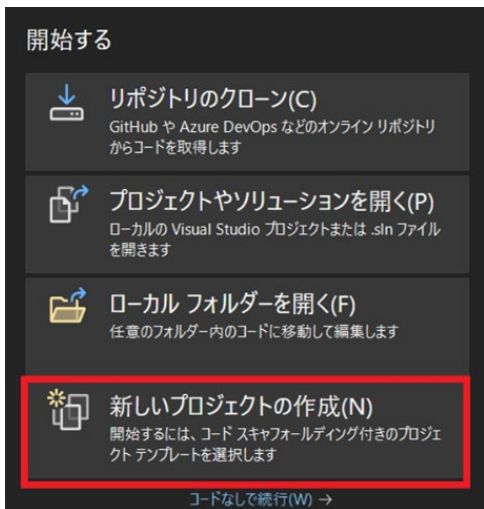 開始する
リポジトリのクローン(C)
GitHub や Azure DevOps などのオンライン リポジトリ
からコードを取得します
プロジェクトやソリューションを開く(P)
ローカルの Visual Studio プロジェクトまたは .sln ファイル
を開きます
ローカル フォルダーを開く(F)
任意のフォルダー内のコードに移動して編集します
新しいプロジェクトの作成(N)
開始するには、コード スキャフォールディング付きのプロジェ
クト テンプレートを選択します
コードなしで続行(W) →